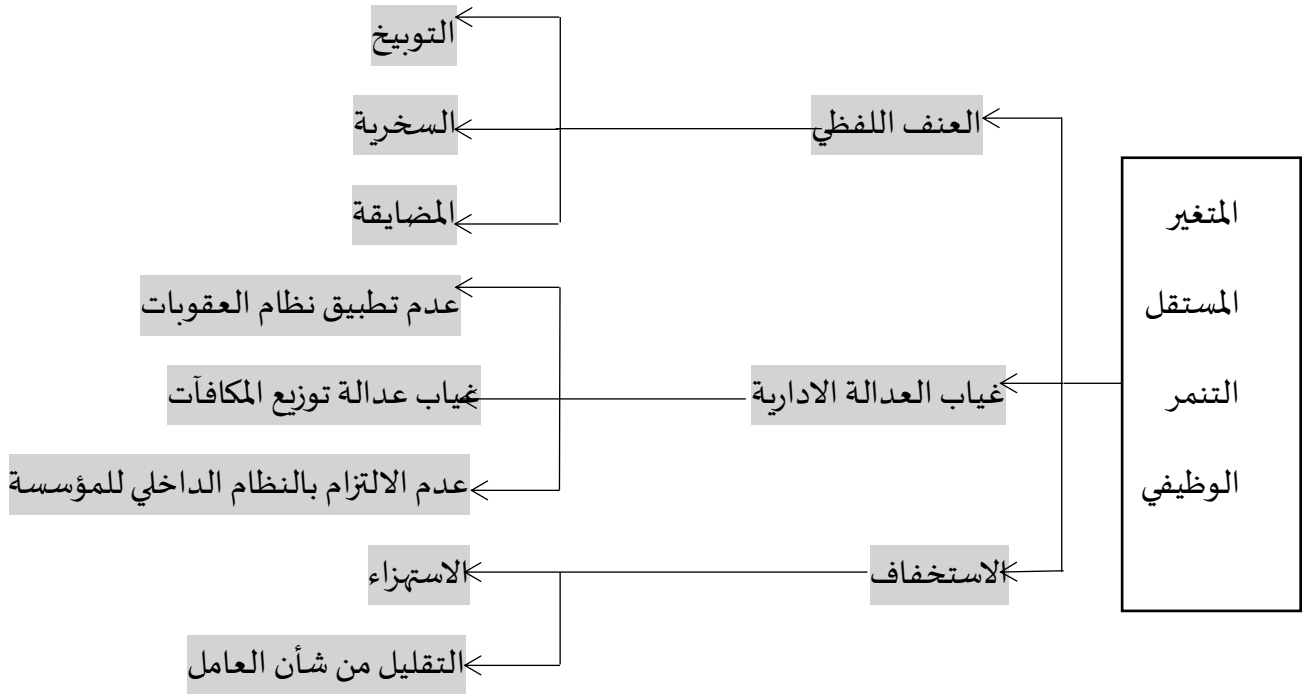 المتغير
المستقل
التنمر
الوظيفي
العنف اللفظي
التوبيخ
السخرية
المضايقة
غياب العدالة الادارية
عدم تطبيق نظام العقوبات
غياب عدالة توزيع المكافآت
عدم الالتزام بالنظام الداخلي للمؤسسة
الاستخفاف
الاستهزاء
التقليل من شأن العامل